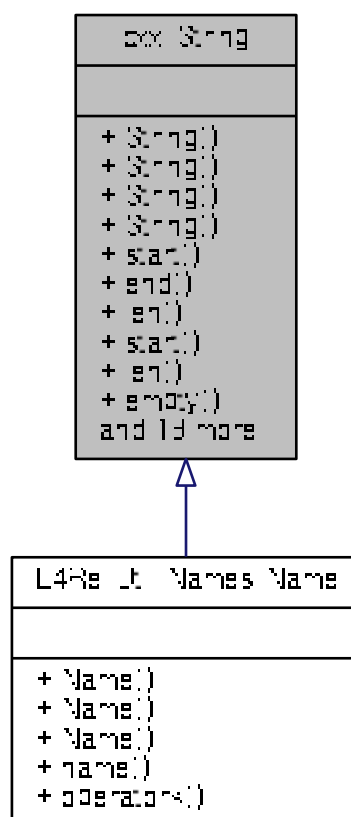 cxx::String
+ String()
+ String()
+ String()
+ String()
+ start()
+ end()
+ len()
+ start()
+ len()
+ empty()
and 19 more
L4Re::Util::Names::Name
+ Name()
+ Name()
+ Name()
+ name()
+ operator<()